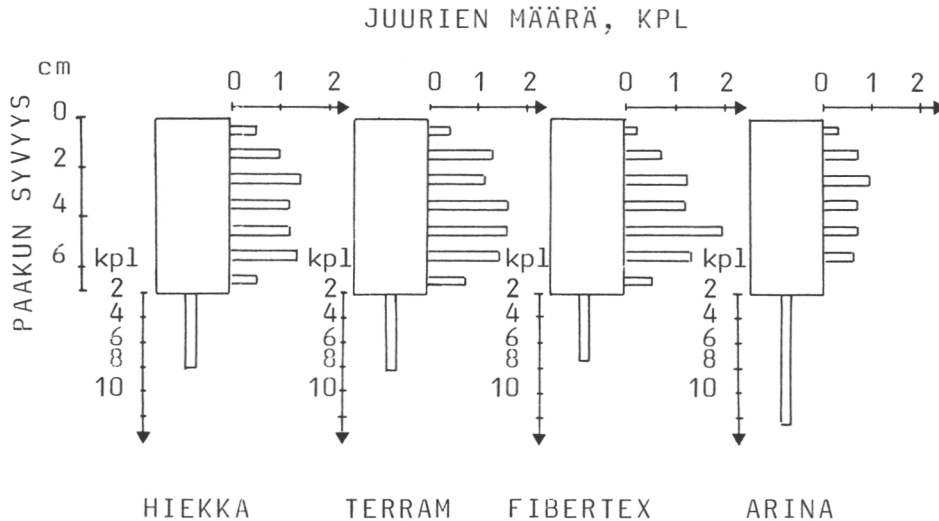 JUURIEN MÄÄRÄ, KPL
cm
0 1 2 0 1 2 0 1 2 0 1 2
PAAKUN SYVYYS
0
2
4
6
kpl kpl kpl kpl
2 2 2 2
4 4 4 4
6 6 6 6
8 8 8 8
10 10 10 10
HIEKKA TERRAM FIBERTEX ARINA